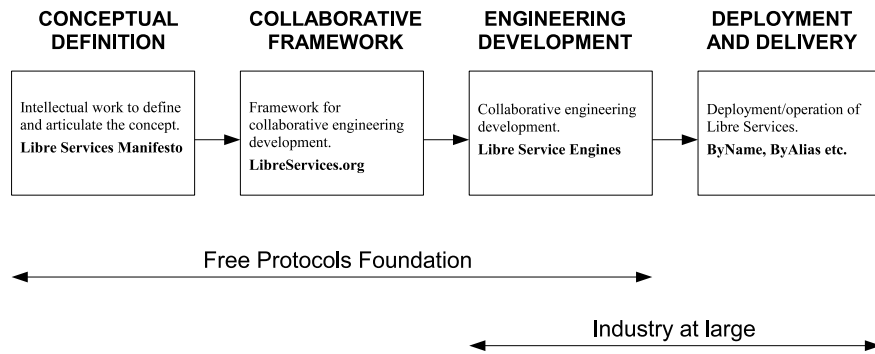 CONCEPTUAL
DEFINITION
COLLABORATIVE
FRAMEWORK
ENGINEERING
DEVELOPMENT
DEPLOYMENT
AND DELIVERY
Intellectual work to define
and articulate the concept.
Libre Services Manifesto
Framework for
collaborative engineering
development.
LibreServices.org
Collaborative engineering
development.
Libre Service Engines
Deployment/operation of
Libre Services.
ByName, ByAlias etc.
Free Protocols Foundation
Industry at large